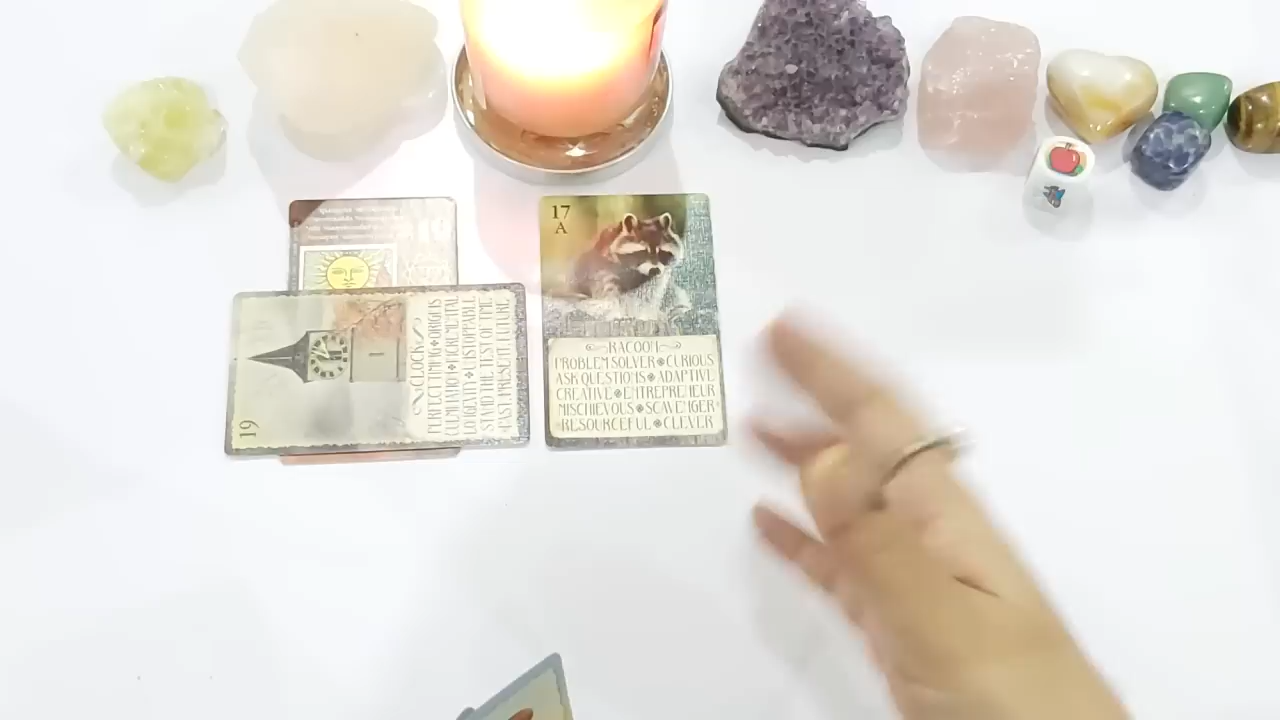 17
A
RACOON
PROBLEM SOLVER CURIOUS
ASK QUESTIONS ADAPTIVE
CREATIVE ENTREPRENEUR
MISCHIEVOUS SCAVENGER
RESOURCEFUL CLEVER
19
CLOCK
PERFECT TIMING ORIGINS
CULMINATION INCREMENTAL
LONGEVITY UNSTOPPABLE
STAND THE TEST OF TIME
PAST PRESENT FUTURE